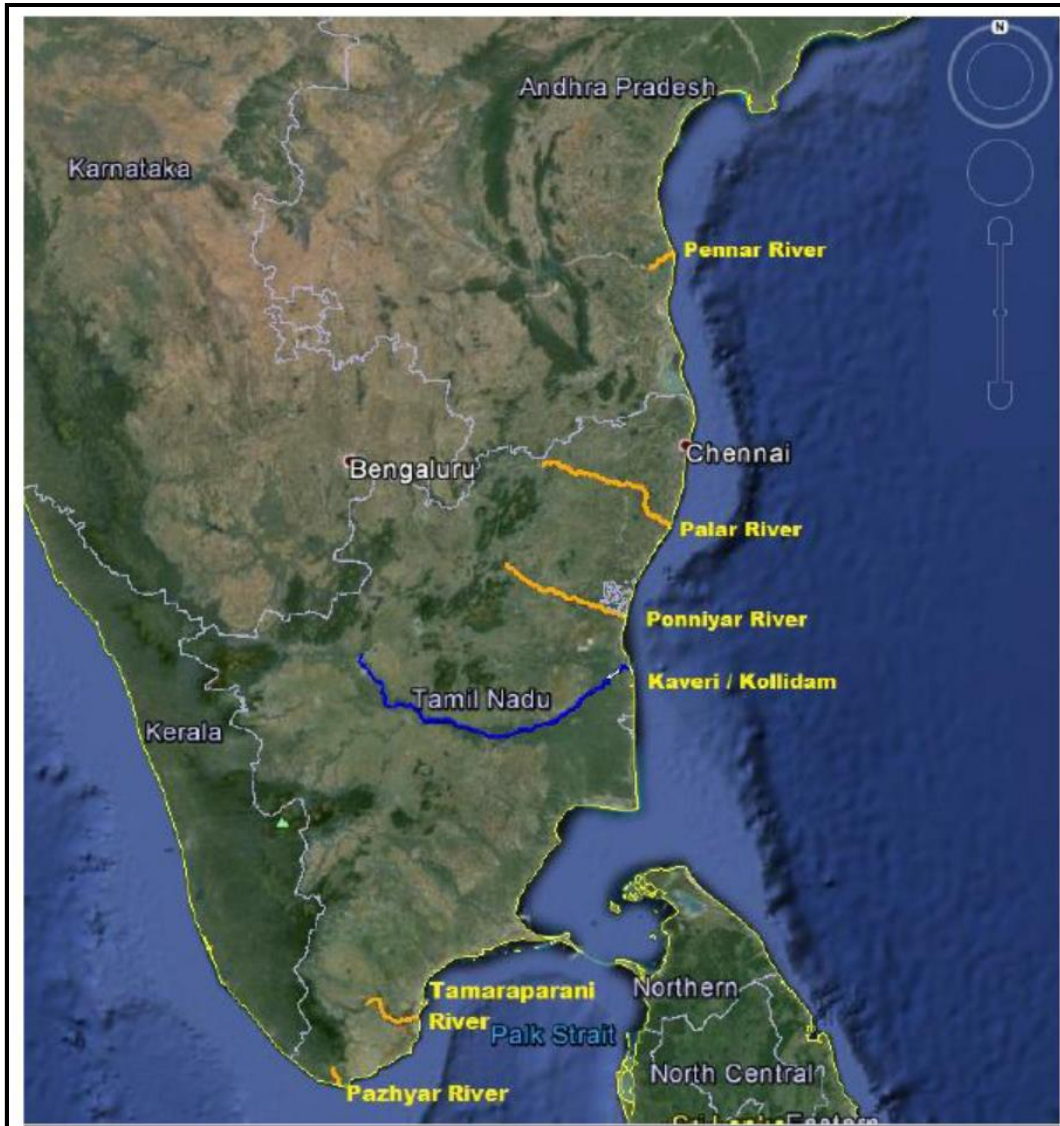 N
Andhra Pradesh
Karnataka
Pennar River
Chennai
Bengaluru
Palar River
Ponniyar River
Kaveri / Kollidam
Tamil Nadu
Kerala
Tamaraparani
River
Northern
Palk Strait
North Central
Pazhyar River